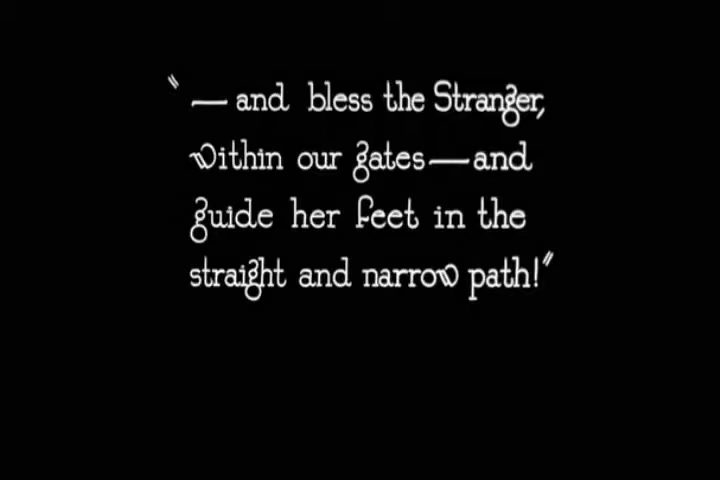 "—and bless the Stranger,
within our gates—and
guide her feet in the
straight and narrow path!"